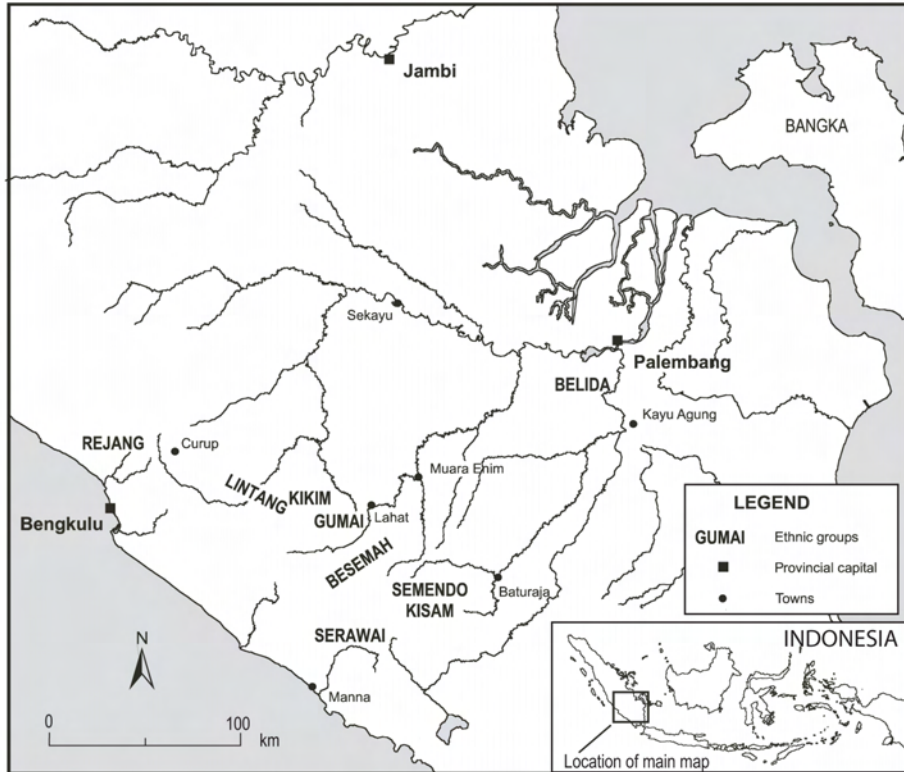 Jambi
BANGKA
Sekayu
Palembang
BELIDA
Kayu Agung
REJANG
Curup
Muara Enim
LINTANG
KIKIM
Bengkulu
GUMAI
Lahat
BESEMAH
SEMENDO
KISAM
Baturaja
SERAWAI
Manna
N
0 100
km
LEGEND
GUMAI Ethnic groups
Provincial capital
Towns
INDONESIA
Location of main map